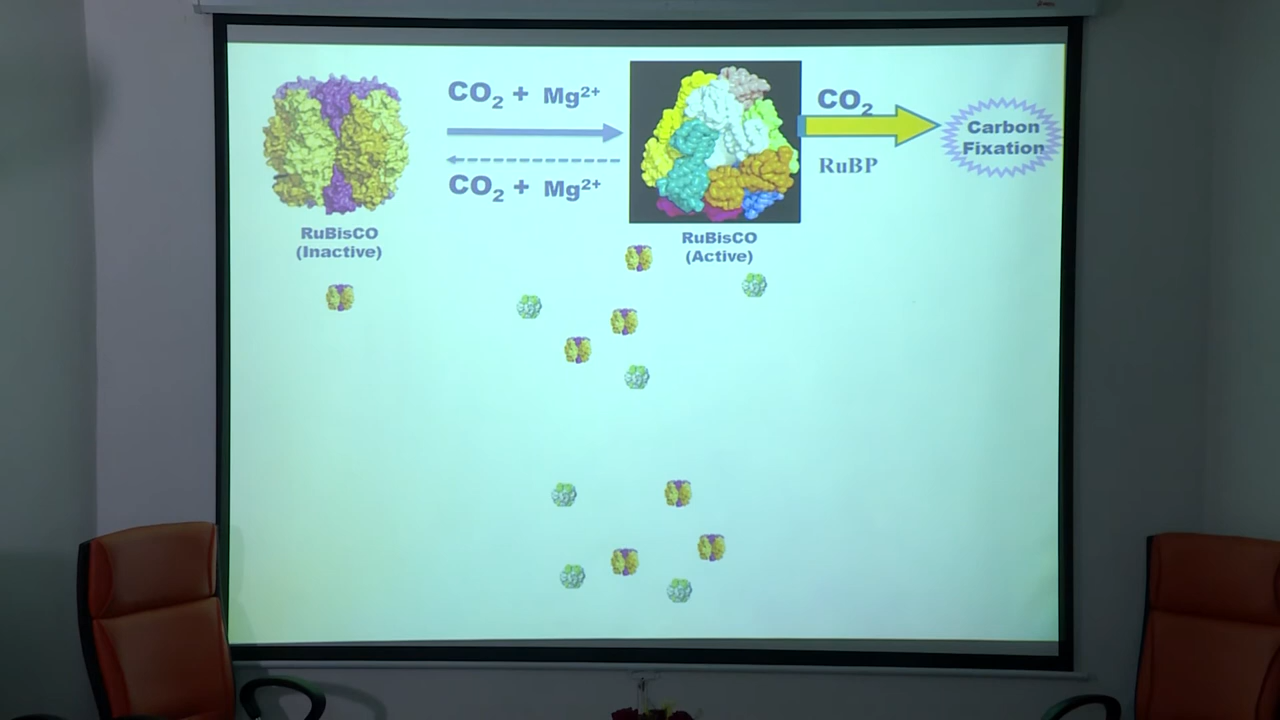 CO₂ + Mg²⁺
CO₂ + Mg²⁺
RuBisCO
(Inactive)
RuBisCO
(Active)
CO₂
RuBP
Carbon
Fixation